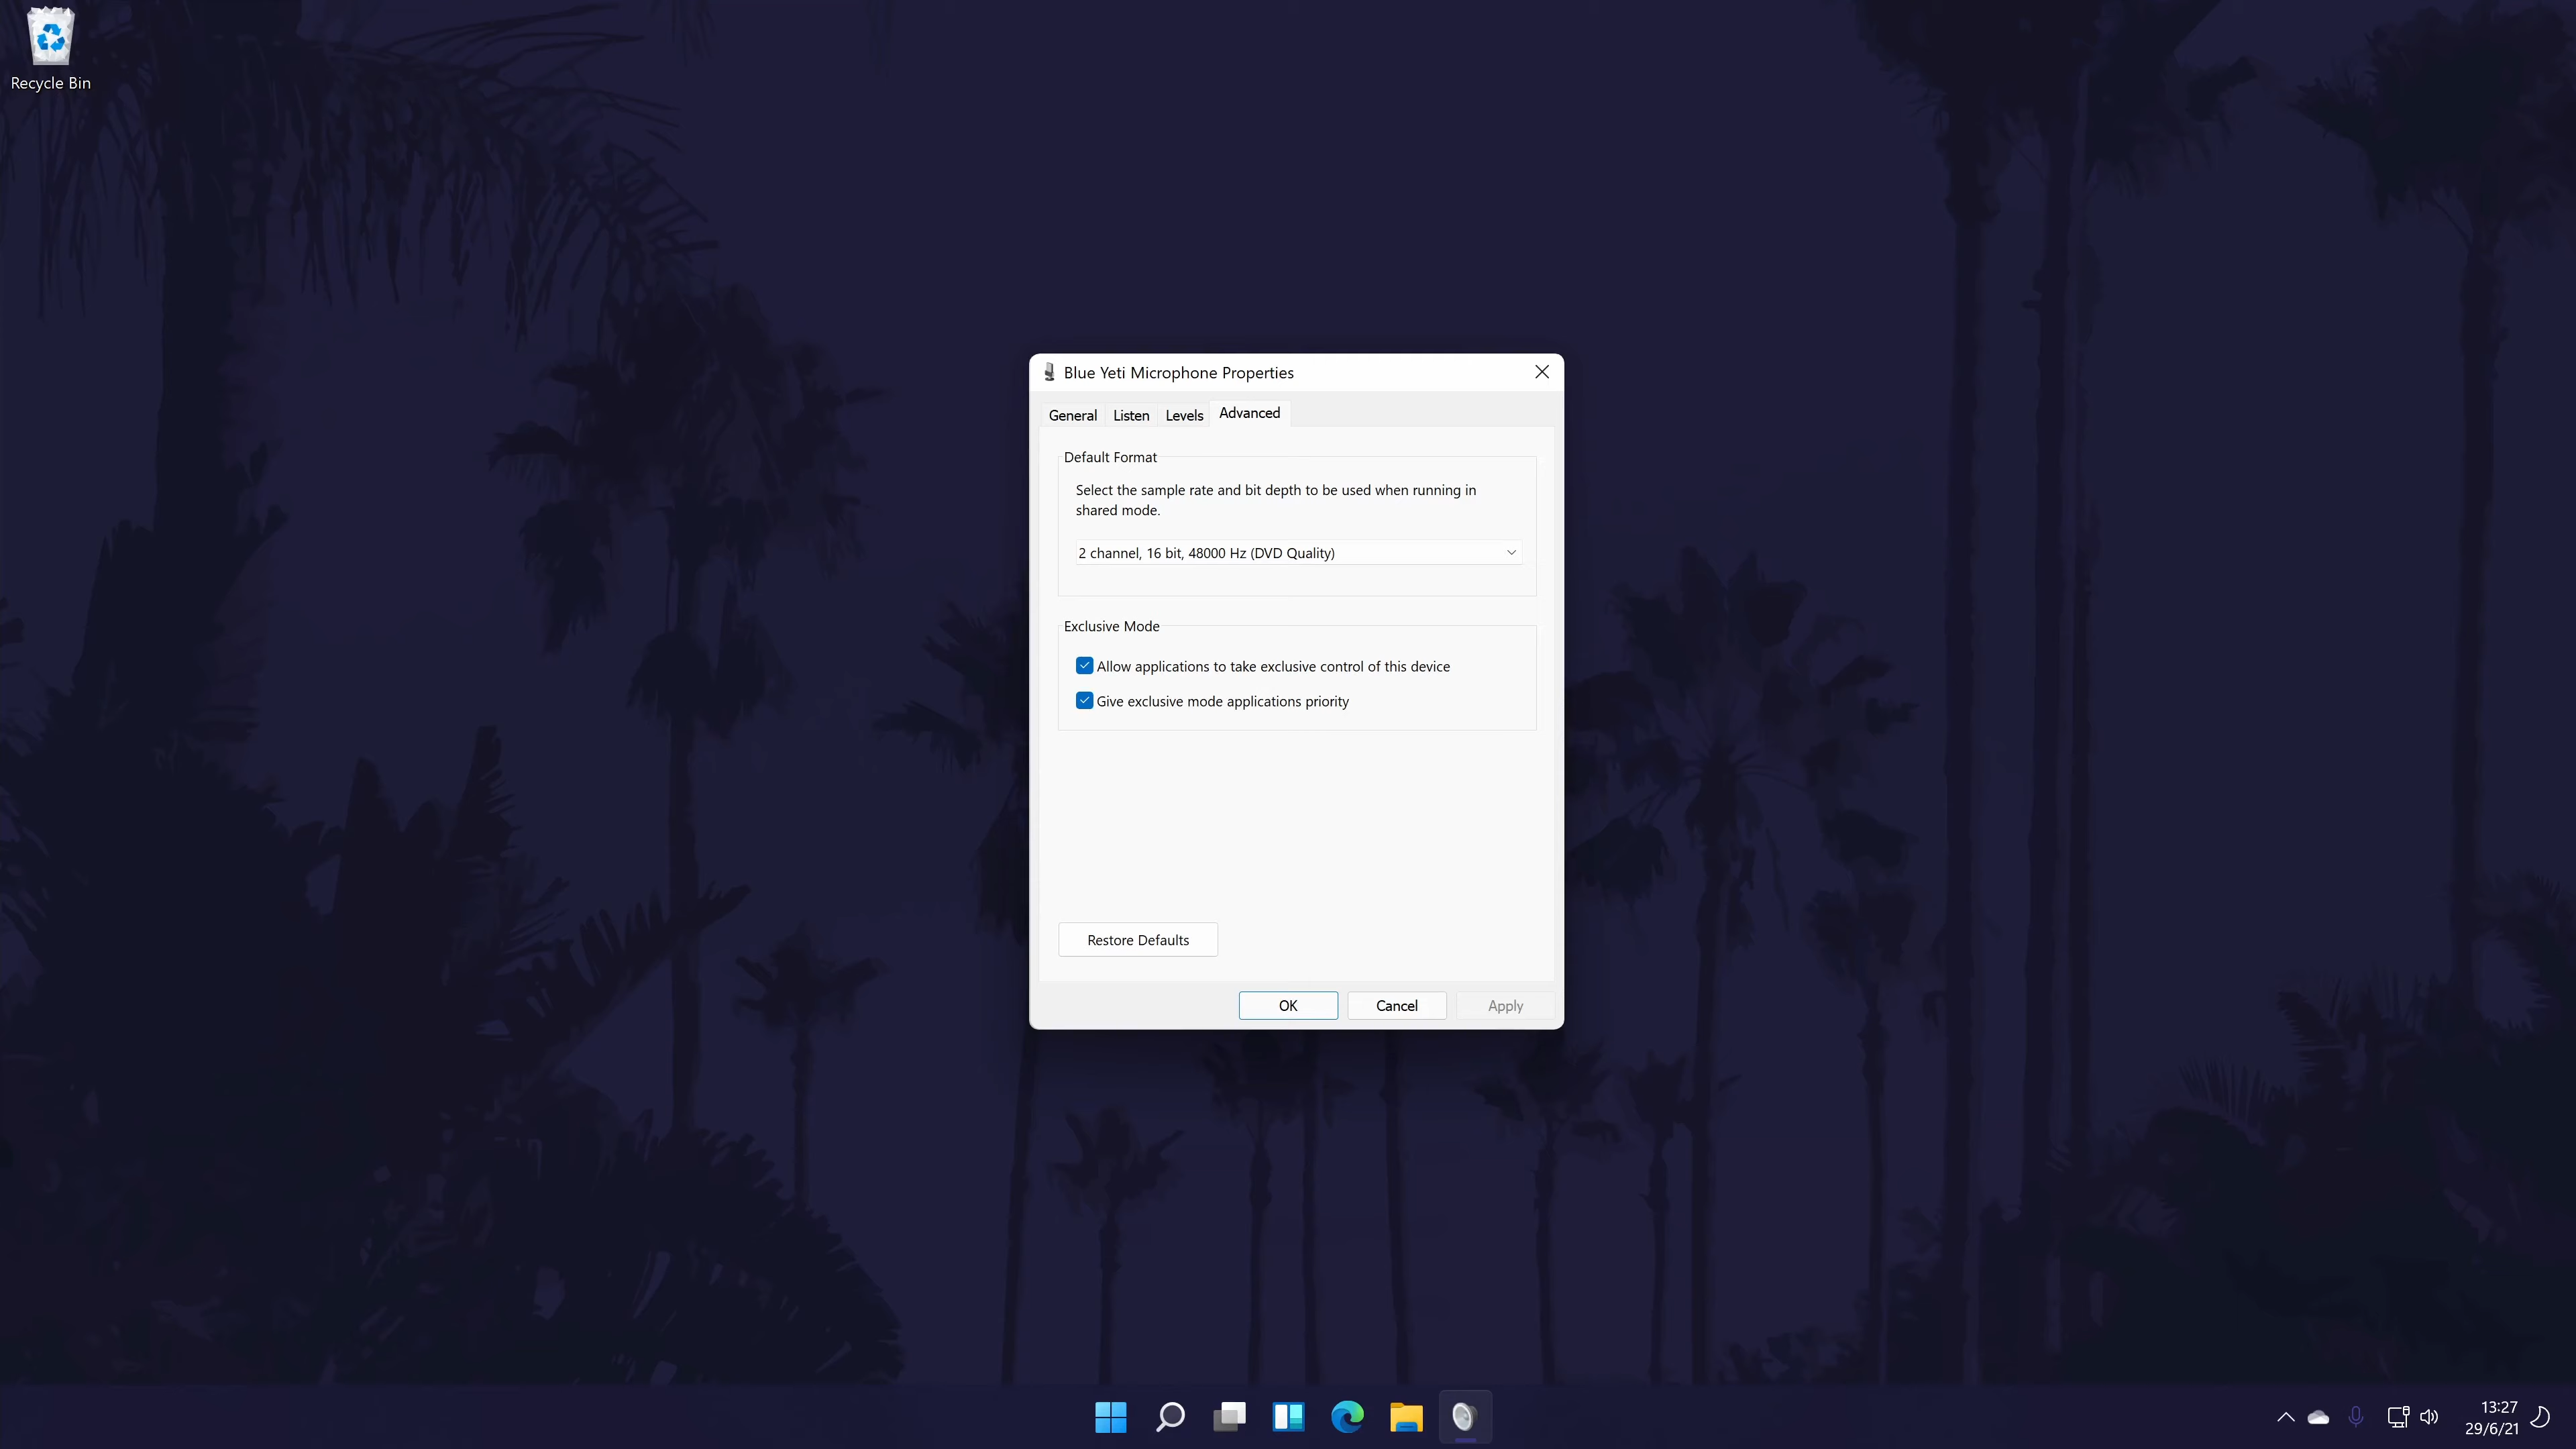 Recycle Bin
Blue Yeti Microphone Properties
General Listen Levels Advanced
Default Format
Select the sample rate and bit depth to be used when running in
shared mode.
2 channel, 16 bit, 48000 Hz (DVD Quality)
Exclusive Mode
Allow applications to take exclusive control of this device
Give exclusive mode applications priority
Restore Defaults
OK Cancel Apply
13:27
29/6/21